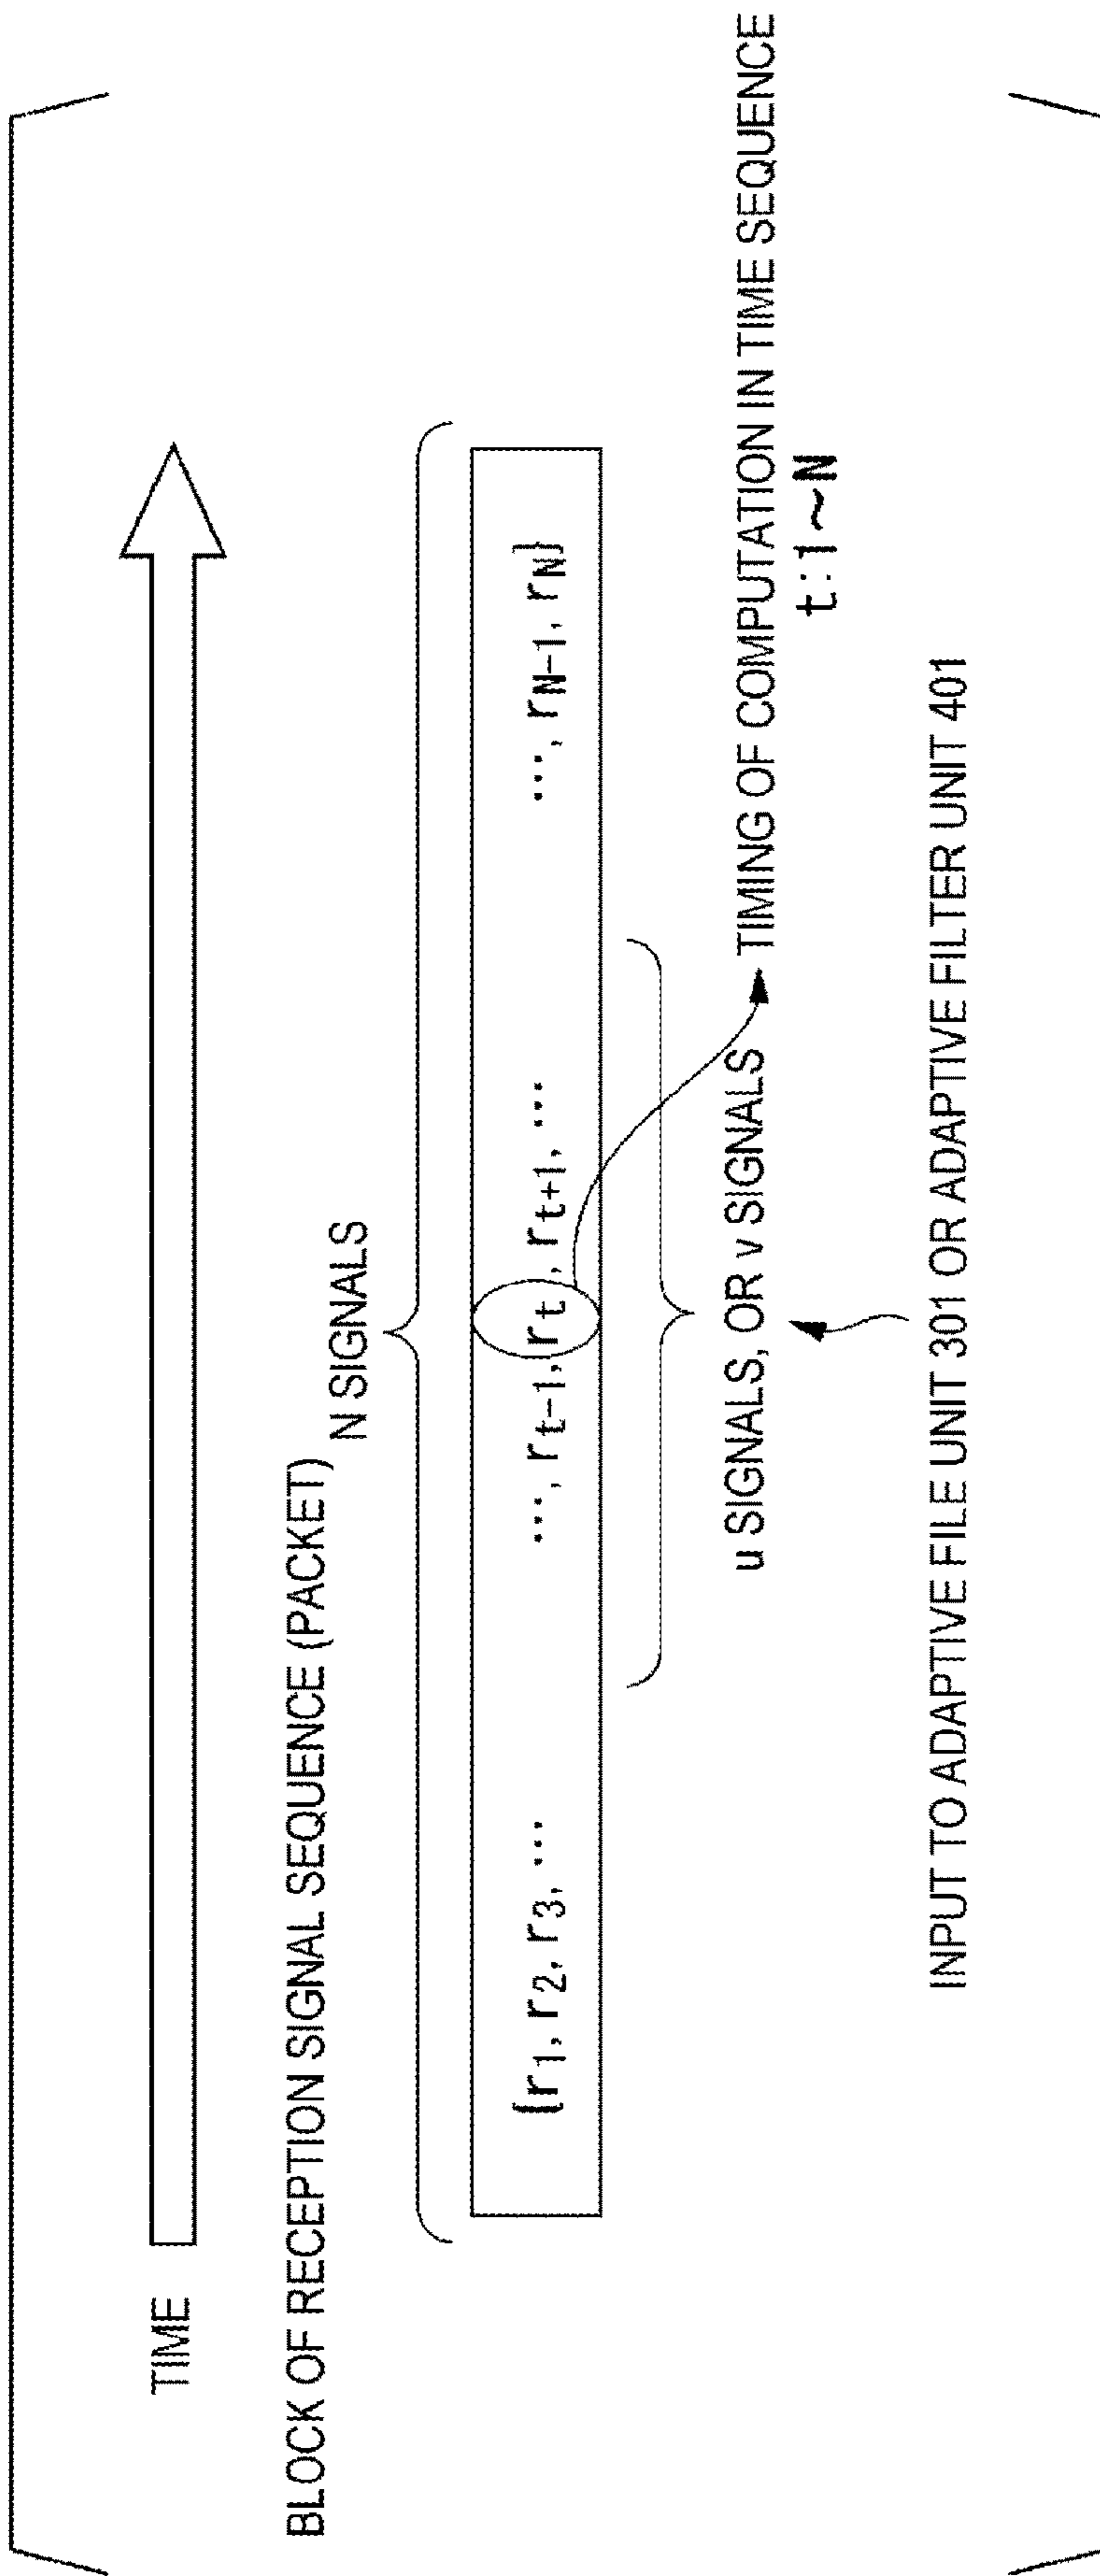 TIME
BLOCK OF RECEPTION SIGNAL SEQUENCE (PACKET)
N SIGNALS
{r1, r2, r3, ... ..., rt-1, rt, rt+1, ... ..., rN-1, rN}
u SIGNALS, OR v SIGNALS
TIMING OF COMPUTATION IN TIME SEQUENCE
t:1~N
INPUT TO ADAPTIVE FILE UNIT 301 OR ADAPTIVE FILTER UNIT 401